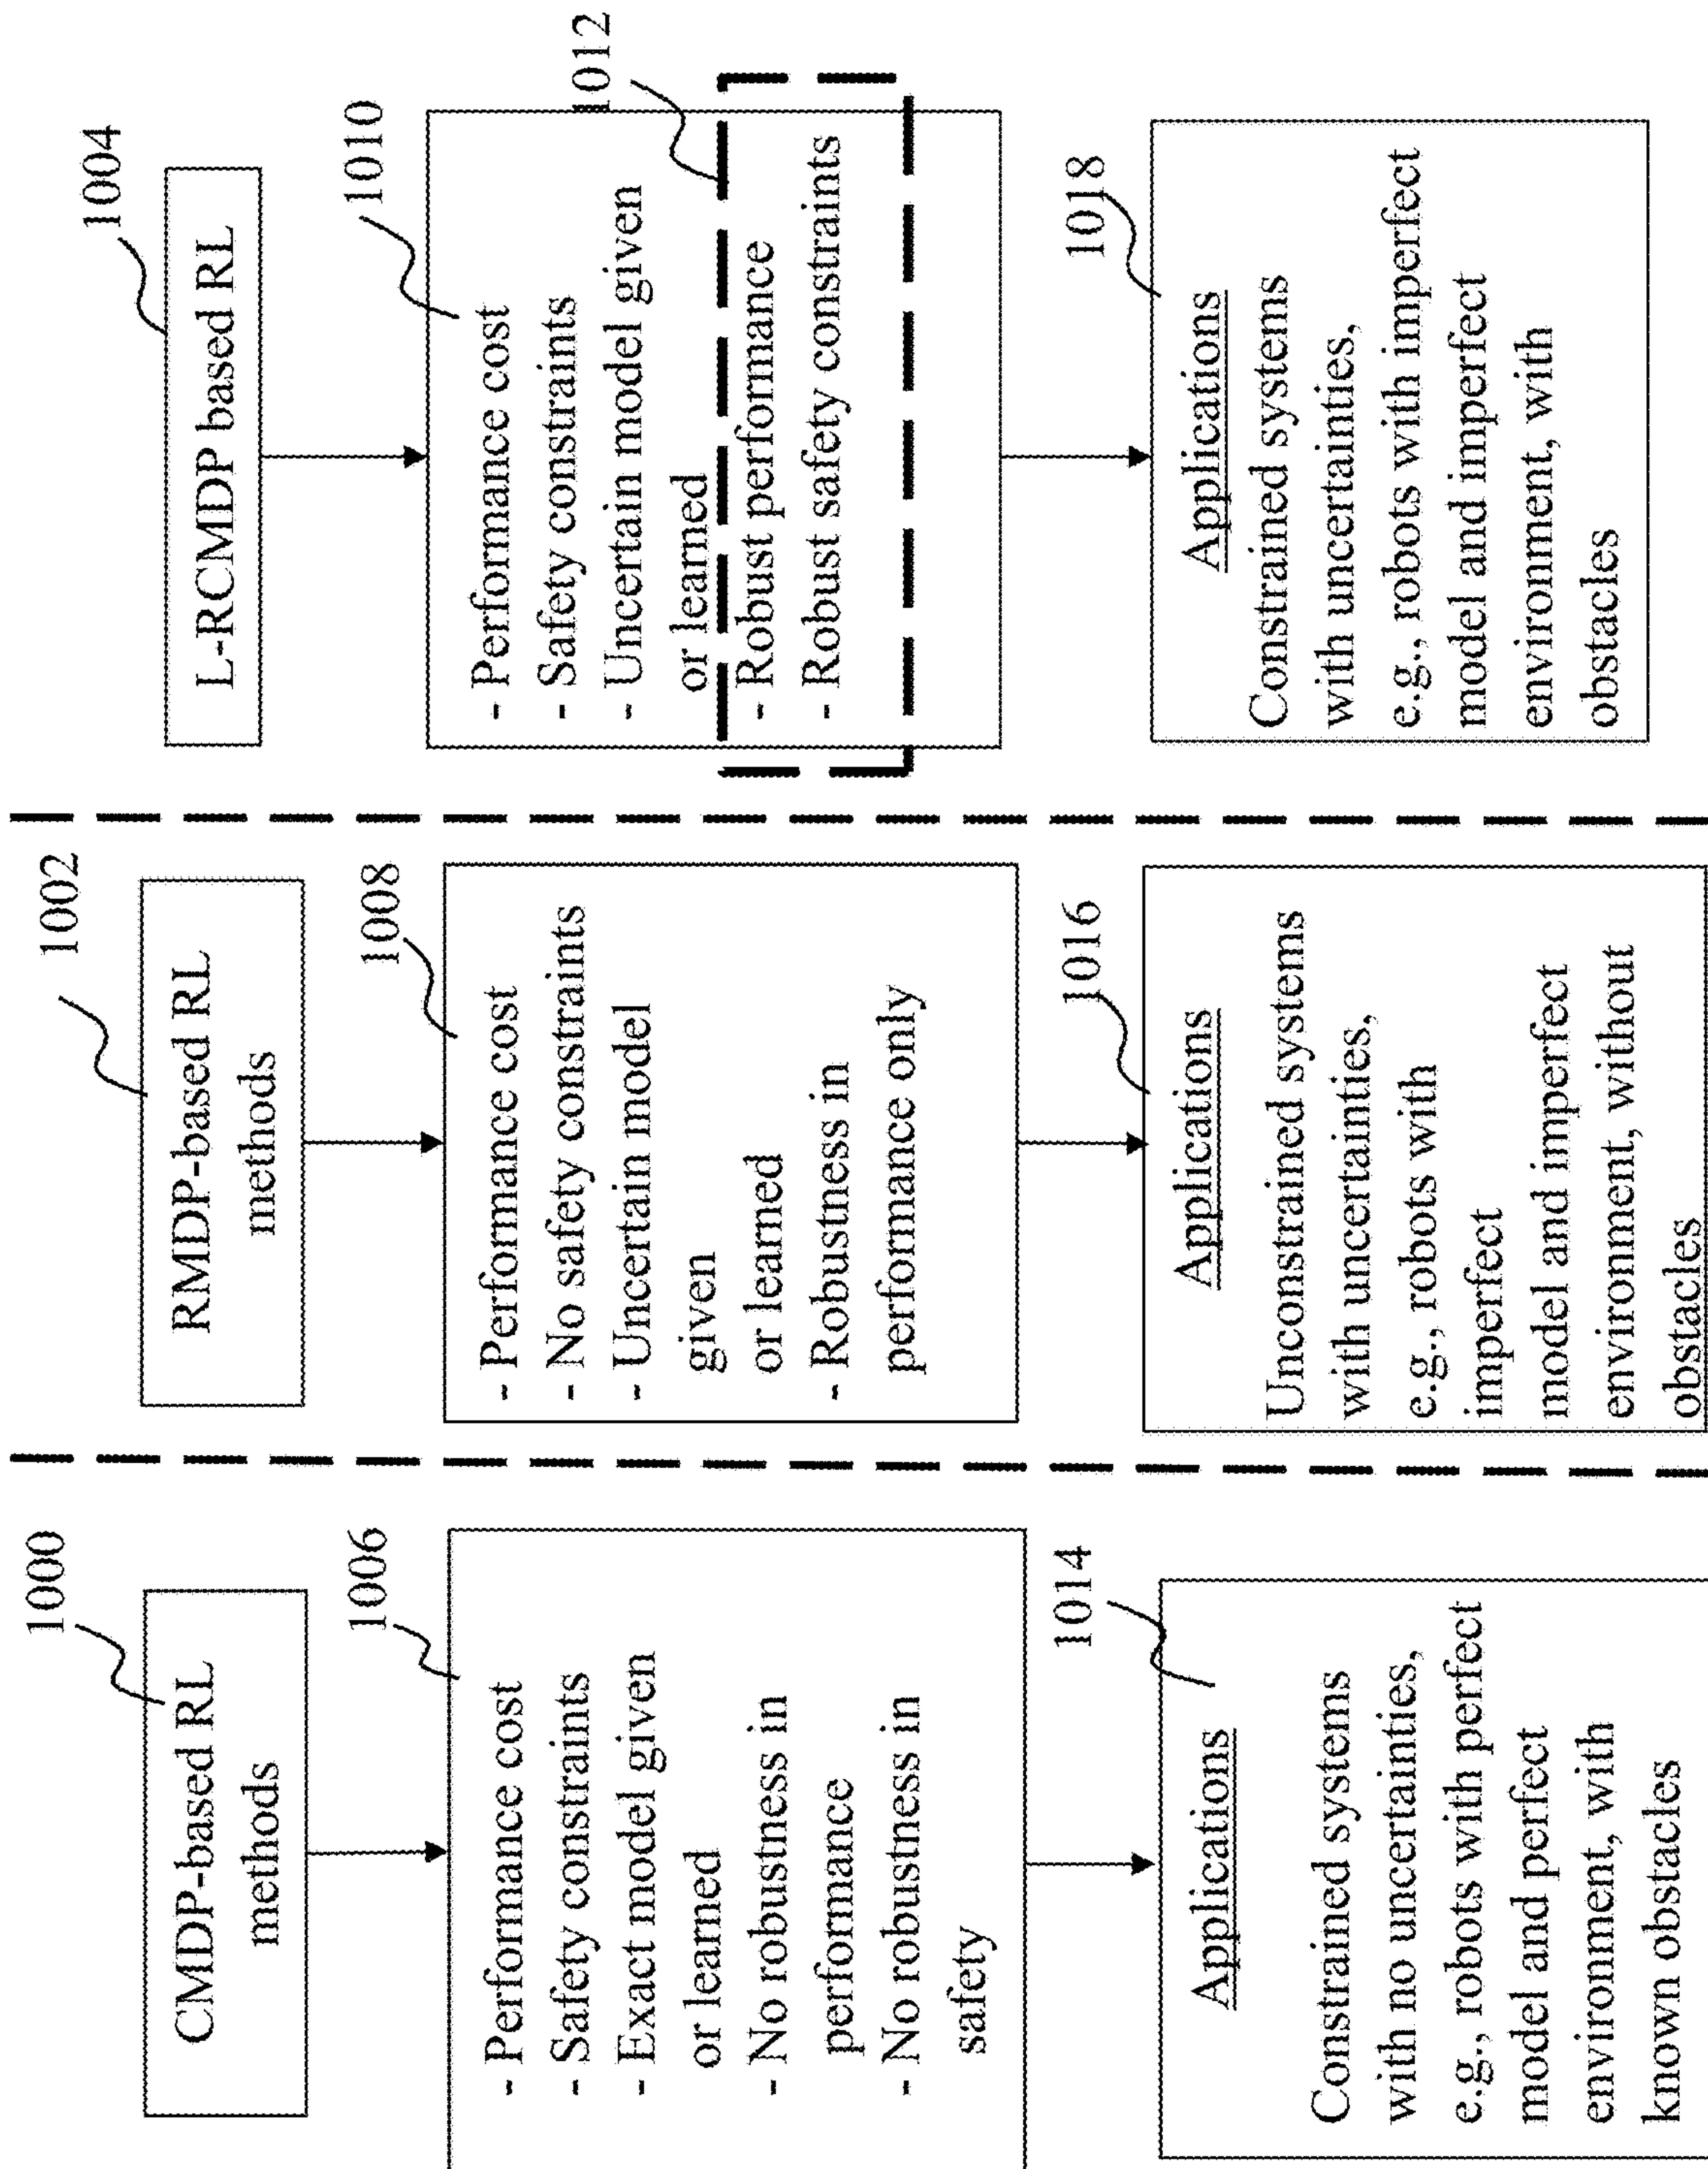 1000
CMDP-based RL
methods
1006
- Performance cost
- Safety constraints
- Exact model given
or learned
- No robustness in
performance
- No robustness in
safety
1014
Applications
Constrained systems
with no uncertainties,
e.g., robots with perfect
model and perfect
environment, with
known obstacles
1002
RMDP-based RL
methods
1008
- Performance cost
- No safety constraints
- Uncertain model
given
or learned
- Robustness in
performance only
1016
Applications
Unconstrained systems
with uncertainties,
e.g., robots with
imperfect
model and imperfect
environment, without
obstacles
1004
L-RCMDP based RL
1010
- Performance cost
- Safety constraints
- Uncertain model given
or learned
1012
- Robust performance
- Robust safety constraints
1018
Applications
Constrained systems
with uncertainties,
e.g., robots with imperfect
model and imperfect
environment, with
obstacles